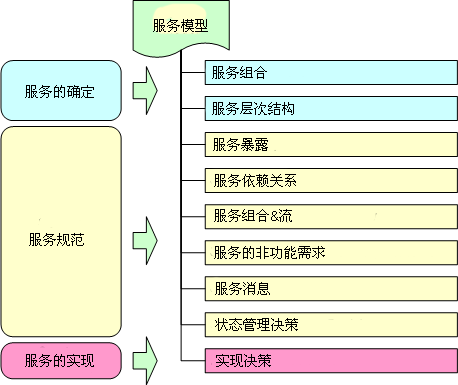 服务模型
服务的确定
服务组合
服务层次结构
服务规范
服务暴露
服务依赖关系
服务组合&流
服务的非功能需求
服务消息
状态管理决策
服务的实现
实现决策